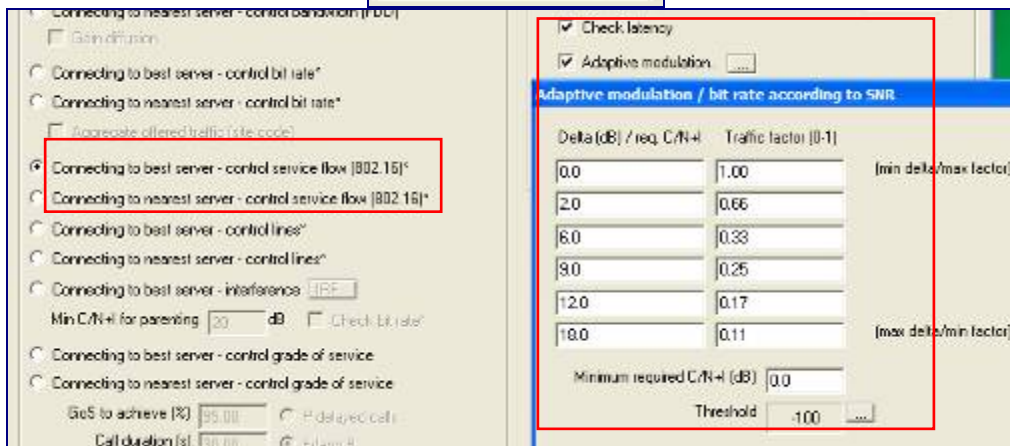 Connecting to nearest server - control bandwidth (FDD)
Gain diffusion
Connecting to best server - control bit rate*
Connecting to nearest server - control bit rate*
Aggregate offered traffic (site code)
Connecting to best server - control service flow (802.16)*
Connecting to nearest server - control service flow (802.16)*
Connecting to best server - control lines*
Connecting to nearest server - control lines*
Connecting to best server - interference IRF
Min C/N+I for parenting 20 dB Check bit rate*
Connecting to best server - control grade of service
Connecting to nearest server - control grade of service
GoS to achieve (%) 95.00 P delayed calls
Call duration (s)
Check latency
Adaptive modulation ...
Adaptive modulation / bit rate according to SNR
Delta (dB) / req. C/N+I Traffic factor (0-1)
0.0 1.00 (min delta/max factor)
2.0 0.66
6.0 0.33
9.0 0.25
12.0 0.17
18.0 0.11 (max delta/min factor)
Minimum required C/N+I (dB) 0.0
Threshold -100 ...